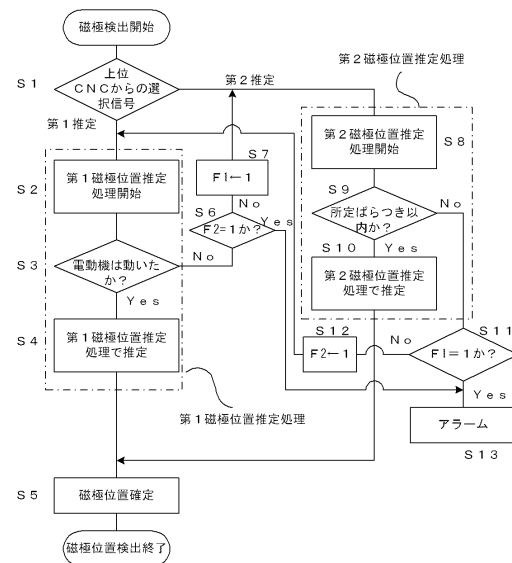 磁極検出開始
S1
上位
CNCからの選
択信号
第2推定
第1推定
第2磁極位置推定処理
第2磁極位置推定
処理開始
S8
S2
第1磁極位置推定
処理開始
S7
F1←1
No
S6
F2=1か?
Yes
S9
所定ばらつき以
内か?
No
Yes
S10
第2磁極位置推定
処理で推定
S3
電動機は動いた
か?
No
Yes
S4
第1磁極位置推定
処理で推定
S12
F2←1
No
S11
F1=1か?
Yes
アラーム
S13
第1磁極位置推定処理
S5
磁極位置確定
磁極位置検出終了